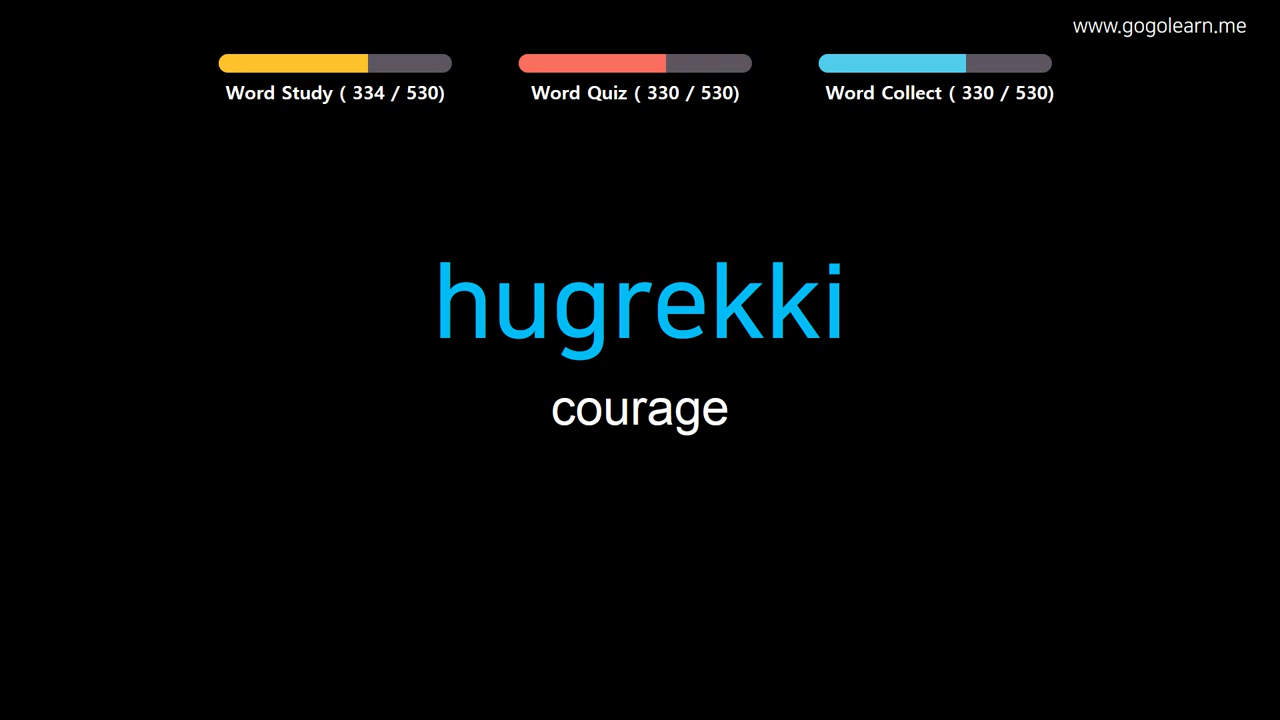 www.gogolearn.me
Word Study ( 334 / 530)
Word Quiz ( 330 / 530)
Word Collect ( 330 / 530)
hugrekki
courage